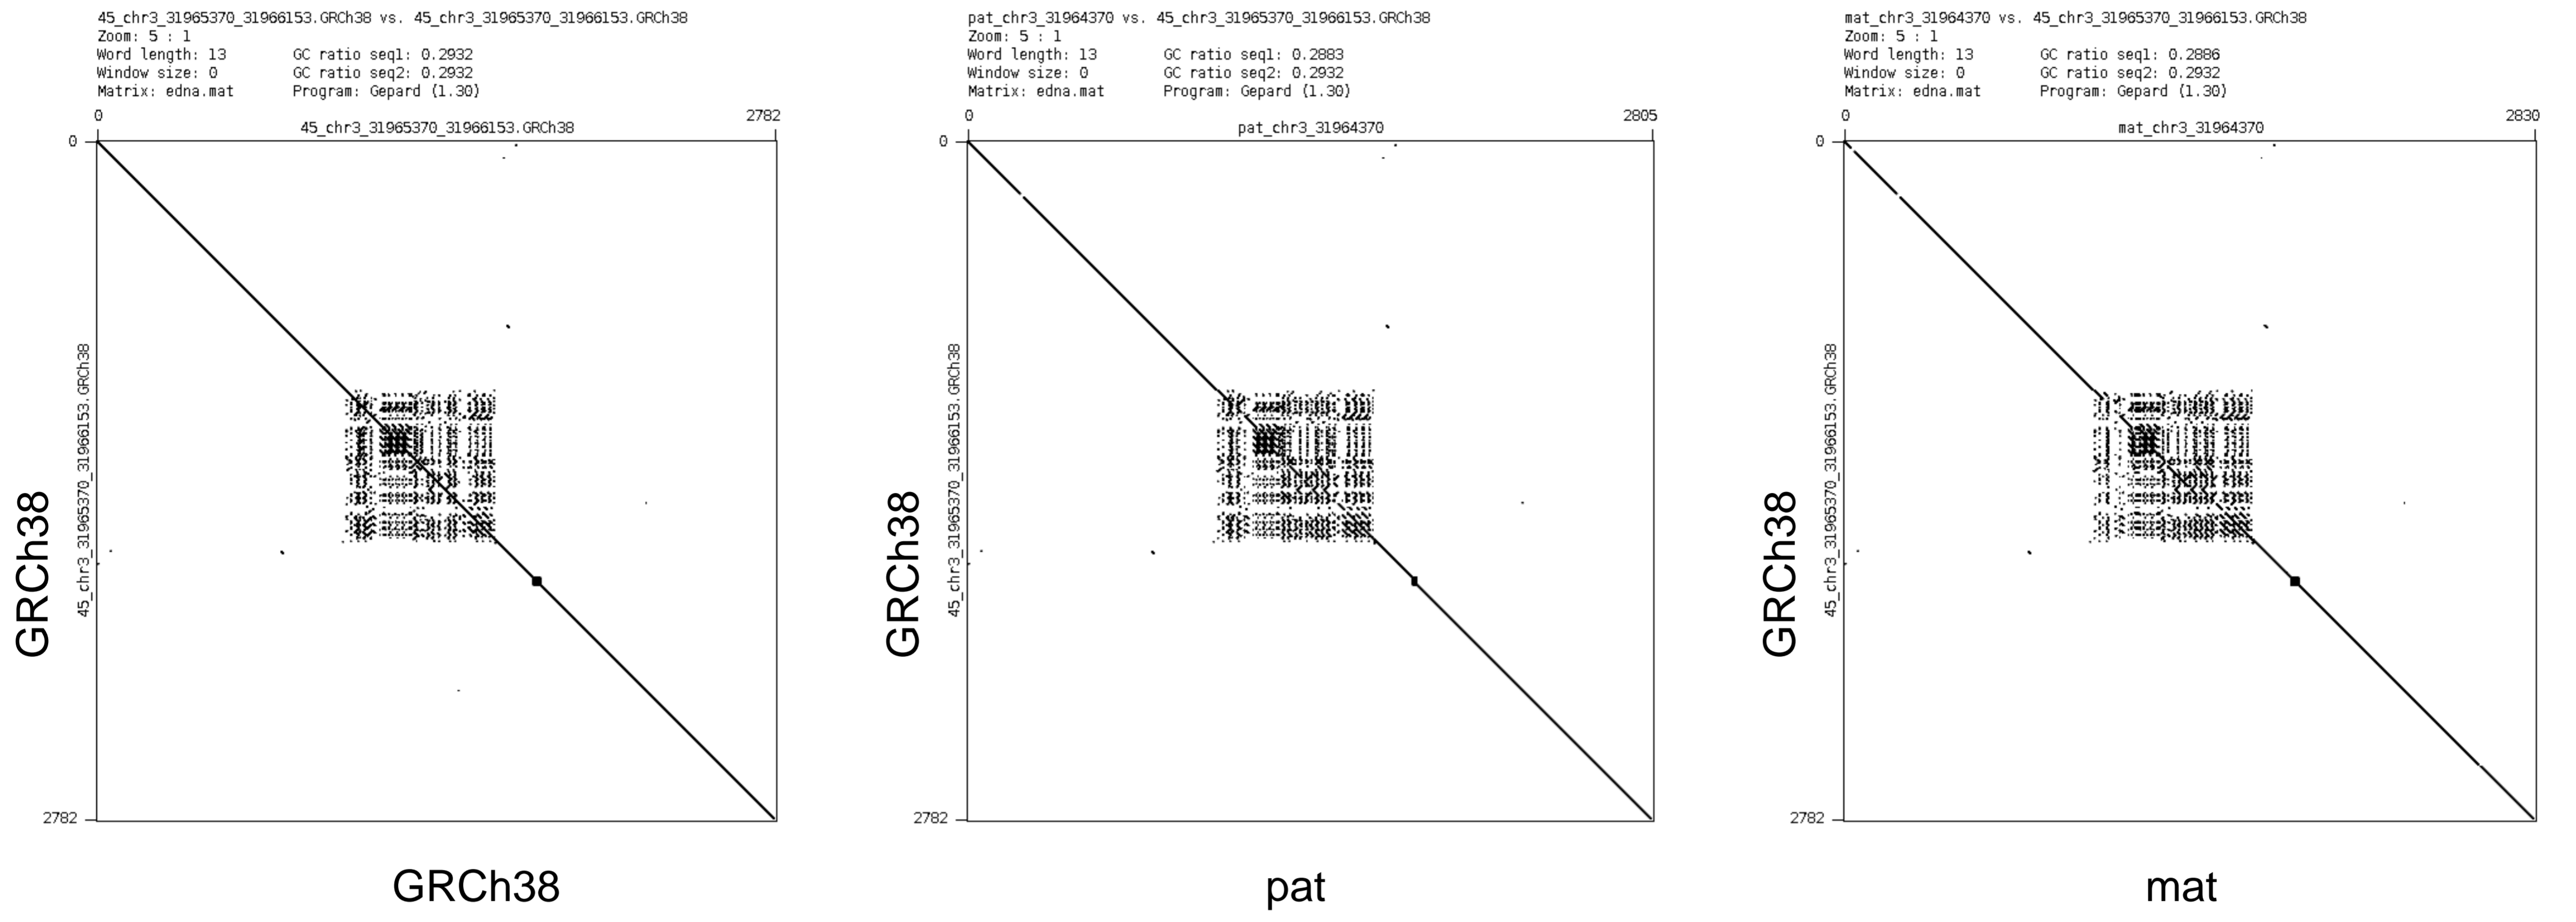 45_chr3_31965370_31966153.GRCh38 vs. 45_chr3_31965370_31966153.GRCh38
Zoom: 5 : 1
Word length: 13 GC ratio seq1: 0.2932
Window size: 0 GC ratio seq2: 0.2932
Matrix: edna.mat Program: Gepard (1.30)
0 2782
45_chr3_31965370_31966153.GRCh38
0
45_chr3_31965370_31966153.GRCh38
GRCh38
2782
GRCh38
pat_chr3_31964370 vs. 45_chr3_31965370_31966153.GRCh38
Zoom: 5 : 1
Word length: 13 GC ratio seq1: 0.2883
Window size: 0 GC ratio seq2: 0.2932
Matrix: edna.mat Program: Gepard (1.30)
0 2805
pat_chr3_31964370
0
45_chr3_31965370_31966153.GRCh38
GRCh38
2782
pat
mat_chr3_31964370 vs. 45_chr3_31965370_31966153.GRCh38
Zoom: 5 : 1
Word length: 13 GC ratio seq1: 0.2886
Window size: 0 GC ratio seq2: 0.2932
Matrix: edna.mat Program: Gepard (1.30)
0 2830
mat_chr3_31964370
0
45_chr3_31965370_31966153.GRCh38
GRCh38
2782
mat